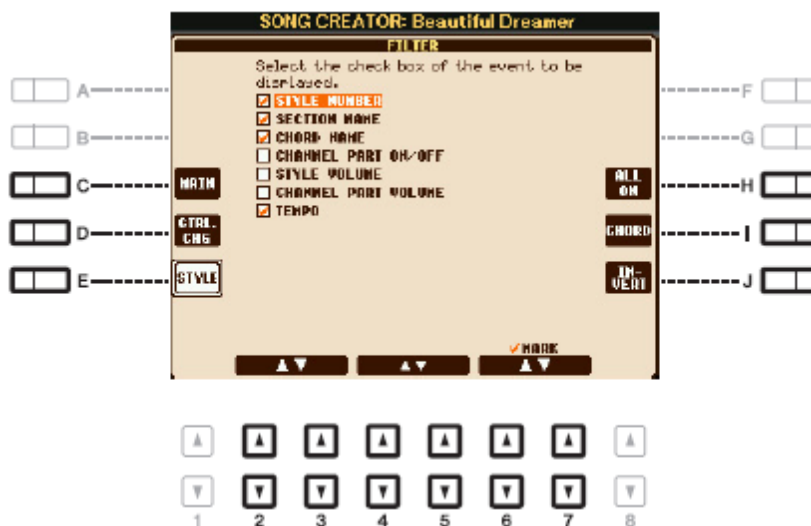 SONG CREATOR: Beautiful Dreamer
FILTER
Select the check box of the event to be
displayed.
STYLE NUMBER
SECTION NAME
CHORD NAME
CHANNEL PART ON/OFF
STYLE VOLUME
CHANNEL PART VOLUME
TEMPO
A
B
C
D
E
MAIN
CTRL.
CHG
STYLE
F
G
H
I
J
ALL
ON
CHORD
IN-
VERT
MARK
1 2 3 4 5 6 7 8